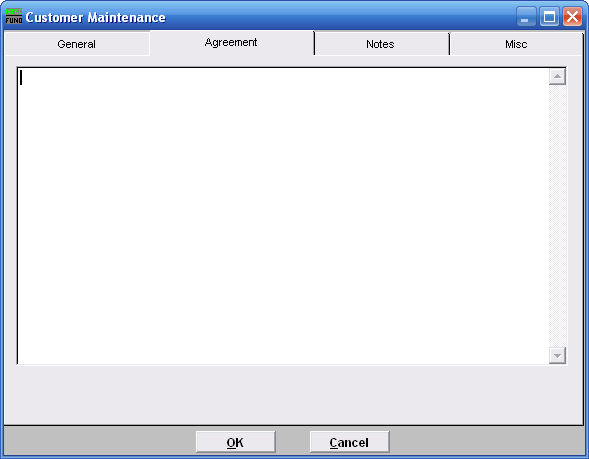 FUND Customer Maintenance
General Agreement Notes Misc
OK Cancel